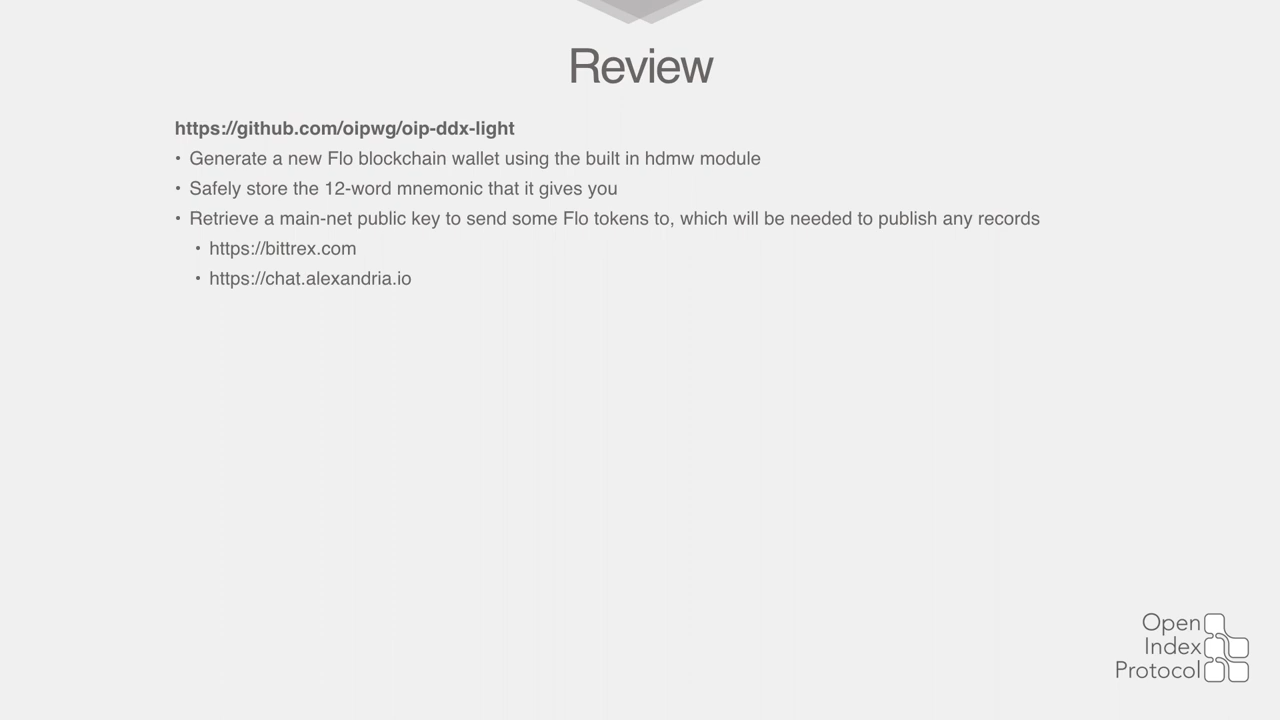 Review
https://github.com/oipwg/oip-ddx-light
• Generate a new Flo blockchain wallet using the built in hdmw module
• Safely store the 12-word mnemonic that it gives you
• Retrieve a main-net public key to send some Flo tokens to, which will be needed to publish any records
• https://bittrex.com
• https://chat.alexandria.io
Open
Index
Protocol